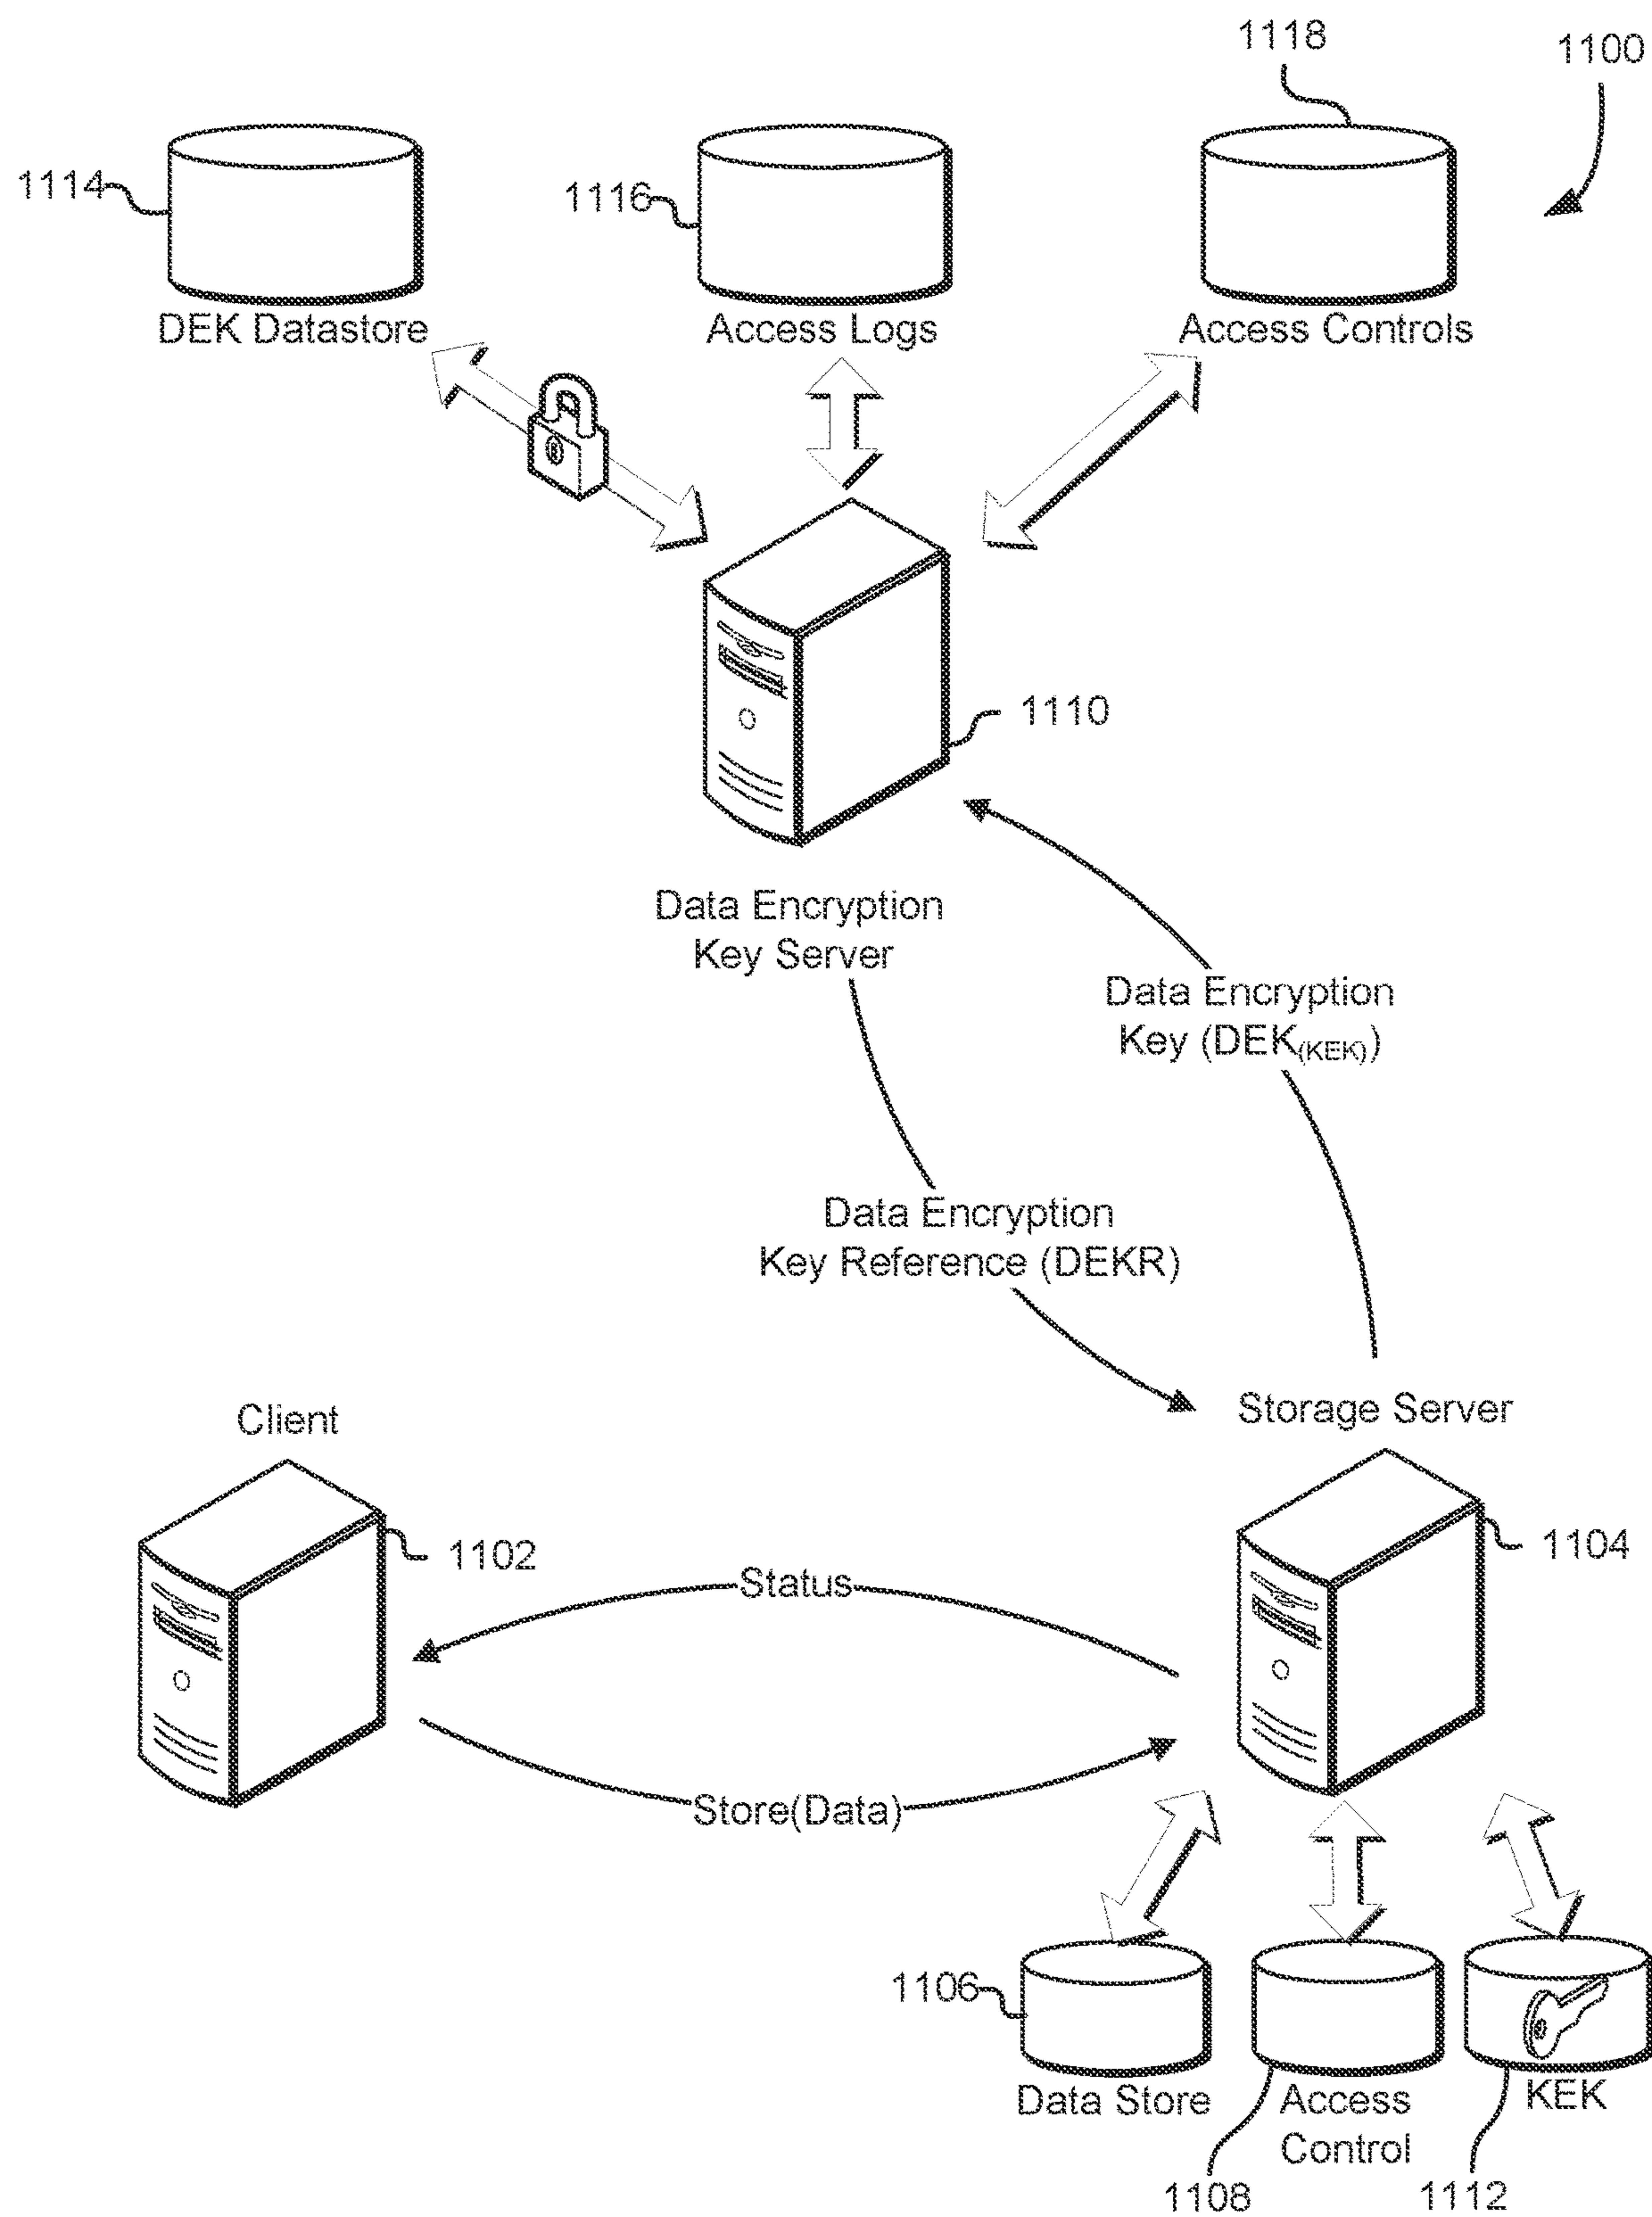 1118
1100
1114
1116
DEK Datastore
Access Logs
Access Controls
1110
Data Encryption
Key Server
Data Encryption
Key (DEK(KEK))
Data Encryption
Key Reference (DEKR)
Client
Storage Server
1102
1104
Status
Store(Data)
1106
Data Store
Access
Control
KEK
1108
1112